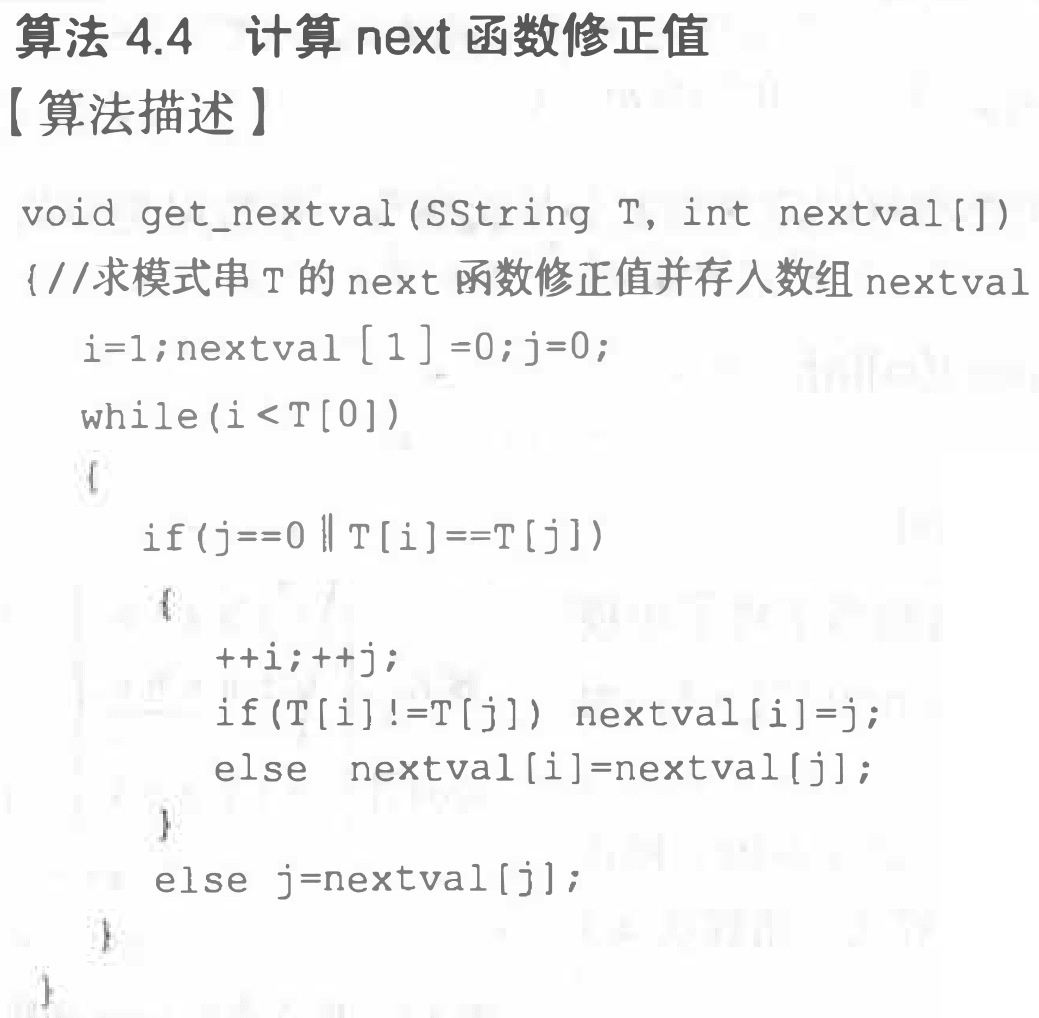 算法 4.4 计算 next 函数修正值
【算法描述】
void get_nextval(SString T, int nextval[])
{//求模式串 T 的 next 函数修正值并存入数组 nextval
i=1;nextval[1]=0;j=0;
while(i<T[0])
{
if(j==0‖T[i]==T[j])
{
++i;++j;
if(T[i]!=T[j]) nextval[i]=j;
else nextval[i]=nextval[j];
}
else j=nextval[j];
}
}